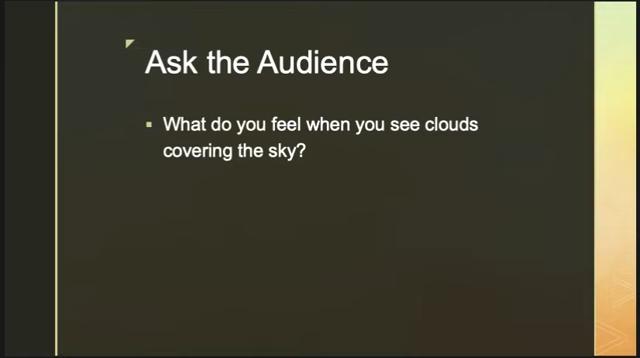 Ask the Audience
What do you feel when you see clouds
covering the sky?